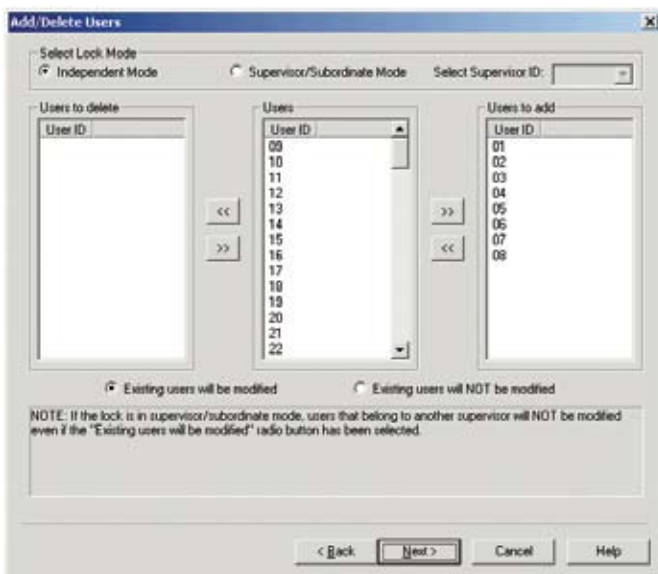 Add/Delete Users
Select Lock Mode
Independent Mode
Supervisor/Subordinate Mode
Select Supervisor ID:
Users to delete
User ID
<<
>>
Users
User ID
09
10
11
12
13
14
15
16
17
18
19
20
21
22
>>
<<
Users to add
User ID
01
02
03
04
05
06
07
08
Existing users will be modified
Existing users will NOT be modified
NOTE: If the lock is in supervisor/subordinate mode, users that belong to another supervisor will NOT be modified
even if the "Existing users will be modified" radio button has been selected.
< Back
Next >
Cancel
Help